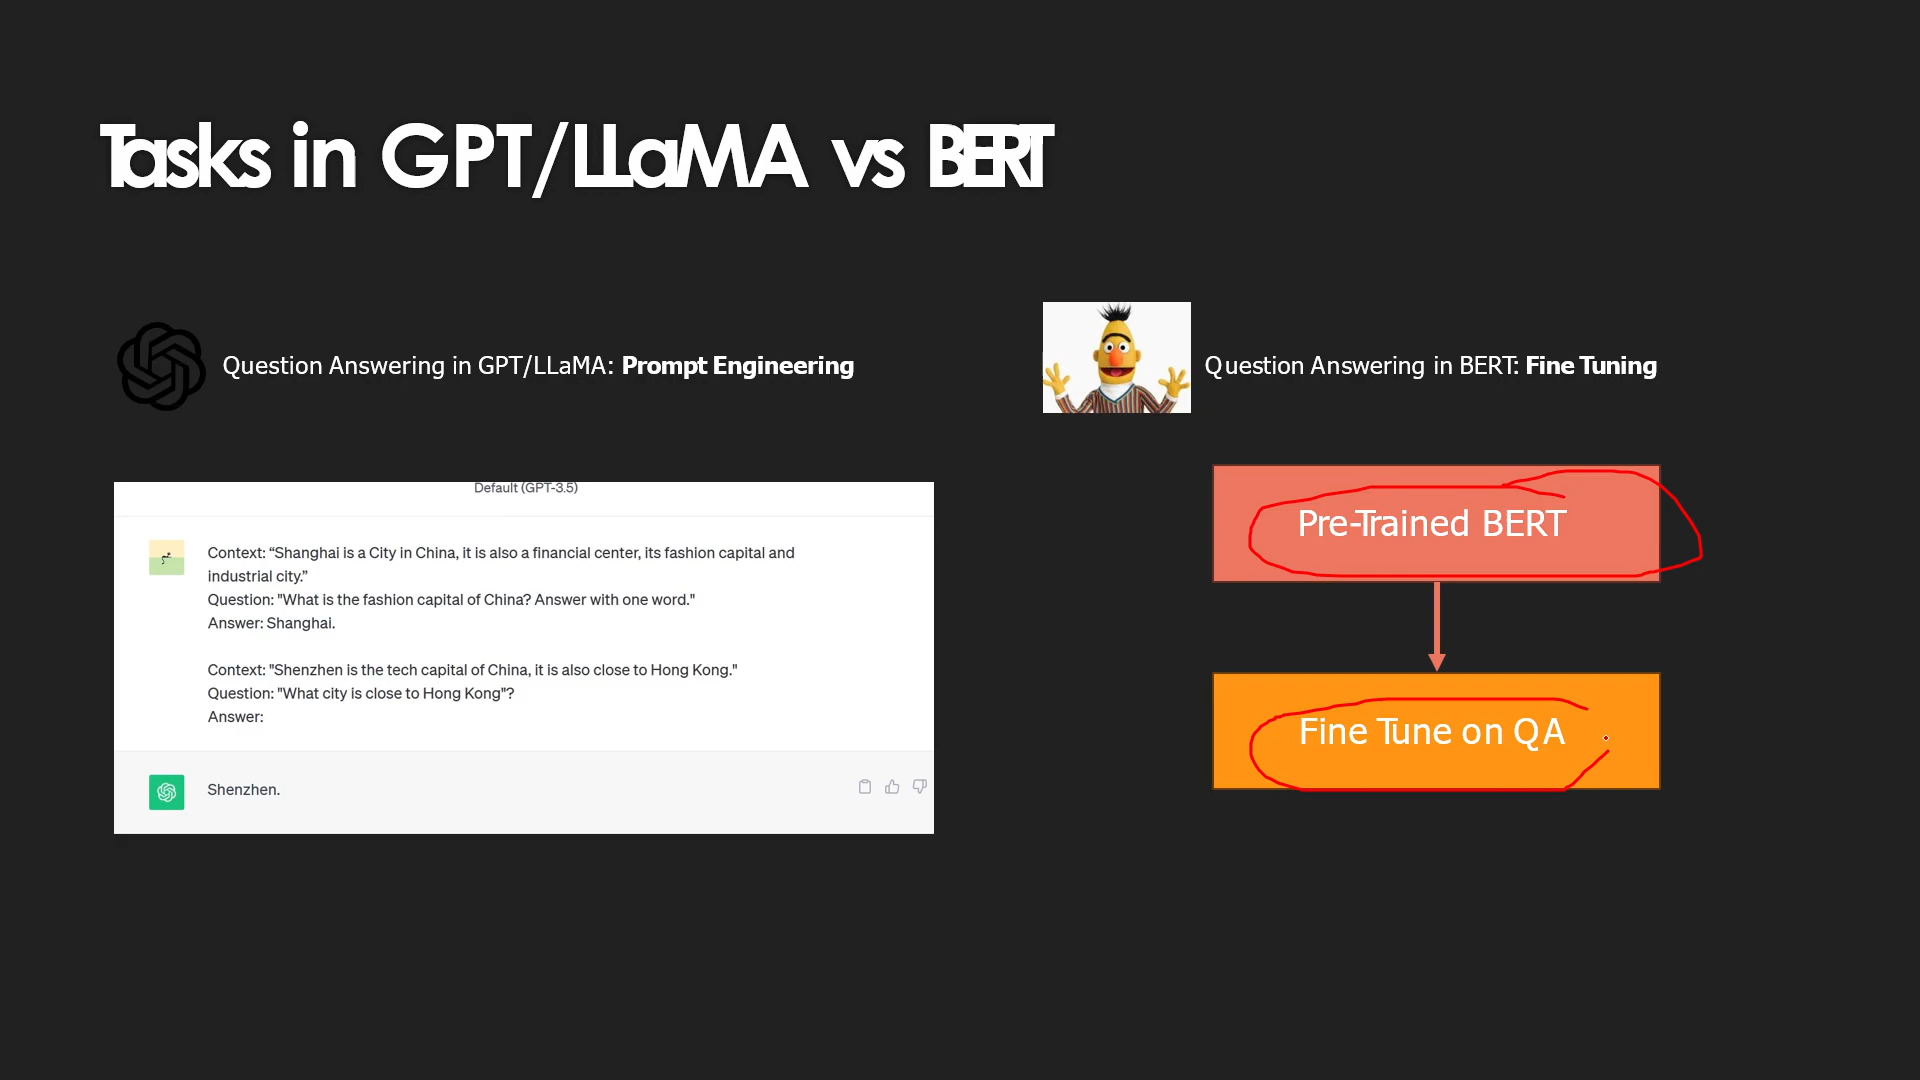 Tasks in GPT/LLaMA vs BERT
Question Answering in GPT/LLaMA: Prompt Engineering
Default (GPT-3.5)
Context: “Shanghai is a City in China, it is also a financial center, its fashion capital and
industrial city.”
Question: "What is the fashion capital of China? Answer with one word."
Answer: Shanghai.
Context: "Shenzhen is the tech capital of China, it is also close to Hong Kong."
Question: "What city is close to Hong Kong"?
Answer:
Shenzhen.
Question Answering in BERT: Fine Tuning
Pre-Trained BERT
Fine Tune on QA